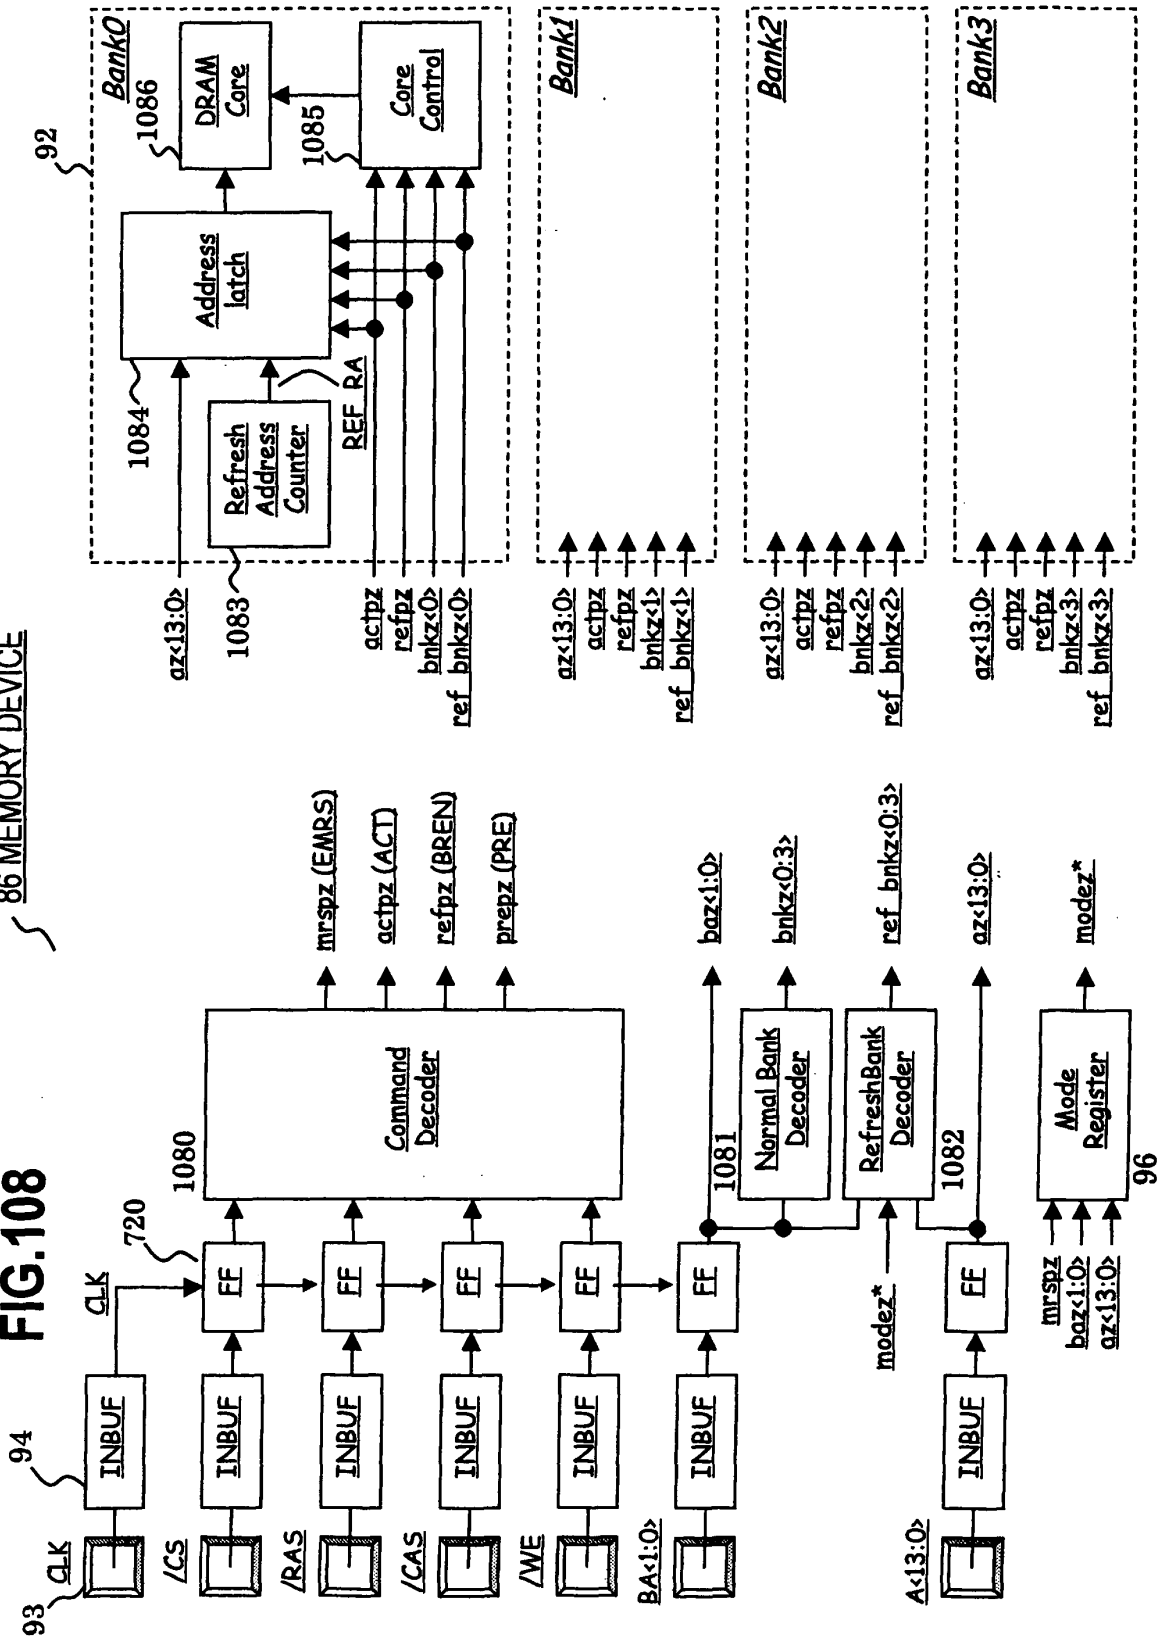 FIG.108
86 MEMORY DEVICE
93
CLK
94
INBUF
CLK
720
/CS
INBUF
FF
/RAS
INBUF
FF
/CAS
INBUF
FF
/WE
INBUF
FF
BA<1:0>
INBUF
FF
A<13:0>
INBUF
FF
1080
Command
Decoder
mrspz (EMRS)
actpz (ACT)
refpz (BREN)
prepz (PRE)
baz<1:0>
1081
Normal Bank
Decoder
bnkz<0:3>
modez*
RefreshBank
Decoder
1082
ref_bnkz<0:3>
az<13:0>
mrspz
baz<1:0>
az<13:0>
Mode
Register
96
modez*
92
Bank0
az<13:0>
1083
Refresh
Address
Counter
REF_RA
1084
Address
latch
1086
DRAM
Core
1085
Core
Control
actpz
refpz
bnkz<0>
ref_bnkz<0>
Bank1
az<13:0>
actpz
refpz
bnkz<1>
ref_bnkz<1>
Bank2
az<13:0>
actpz
refpz
bnkz<2>
ref_bnkz<2>
Bank3
az<13:0>
actpz
refpz
bnkz<3>
ref_bnkz<3>